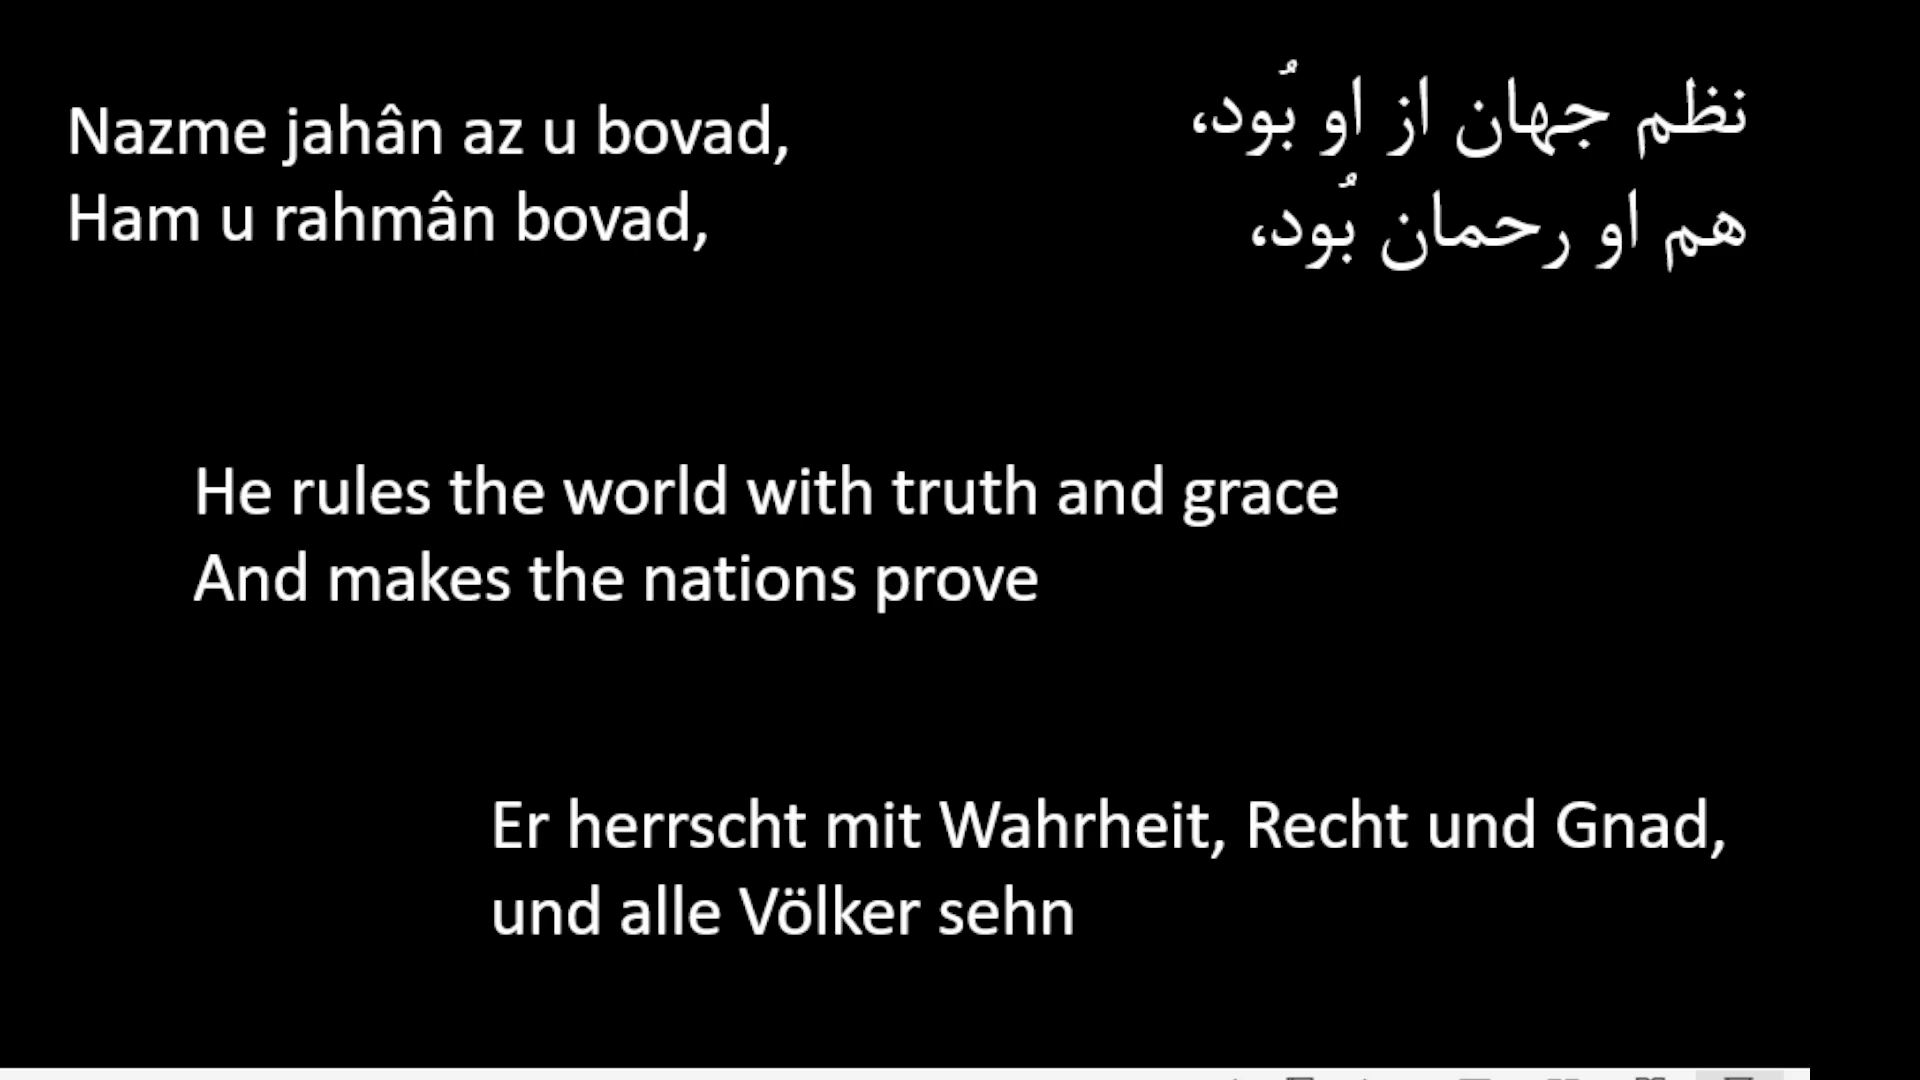 Nazme jahân az u bovad,
Ham u rahmân bovad,
نظم جهان از او بُود،
هم او رحمان بُود،
He rules the world with truth and grace
And makes the nations prove
Er herrscht mit Wahrheit, Recht und Gnad,
und alle Völker sehn